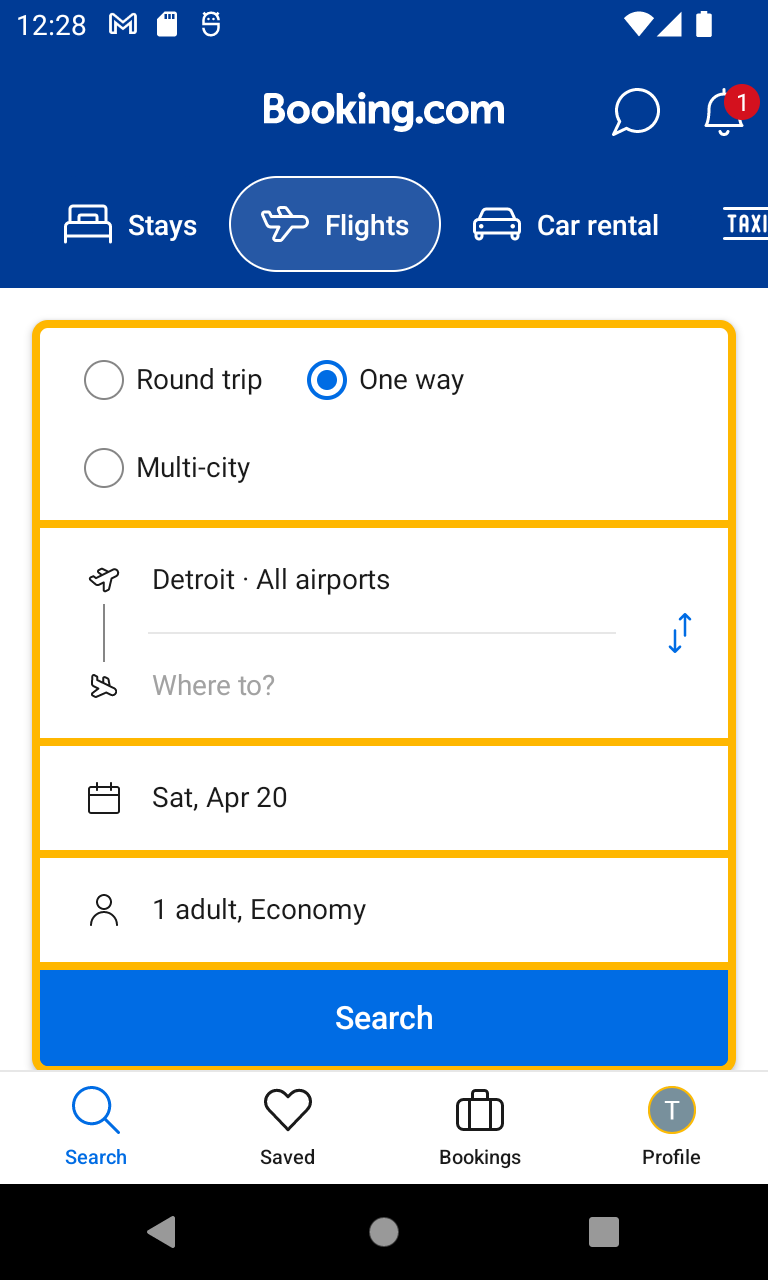 12:28
Booking.com
1
Stays
Flights
Car rental
TAXI
Round trip
One way
Multi-city
Detroit · All airports
Where to?
Sat, Apr 20
1 adult, Economy
Search
Search
Saved
Bookings
T
Profile